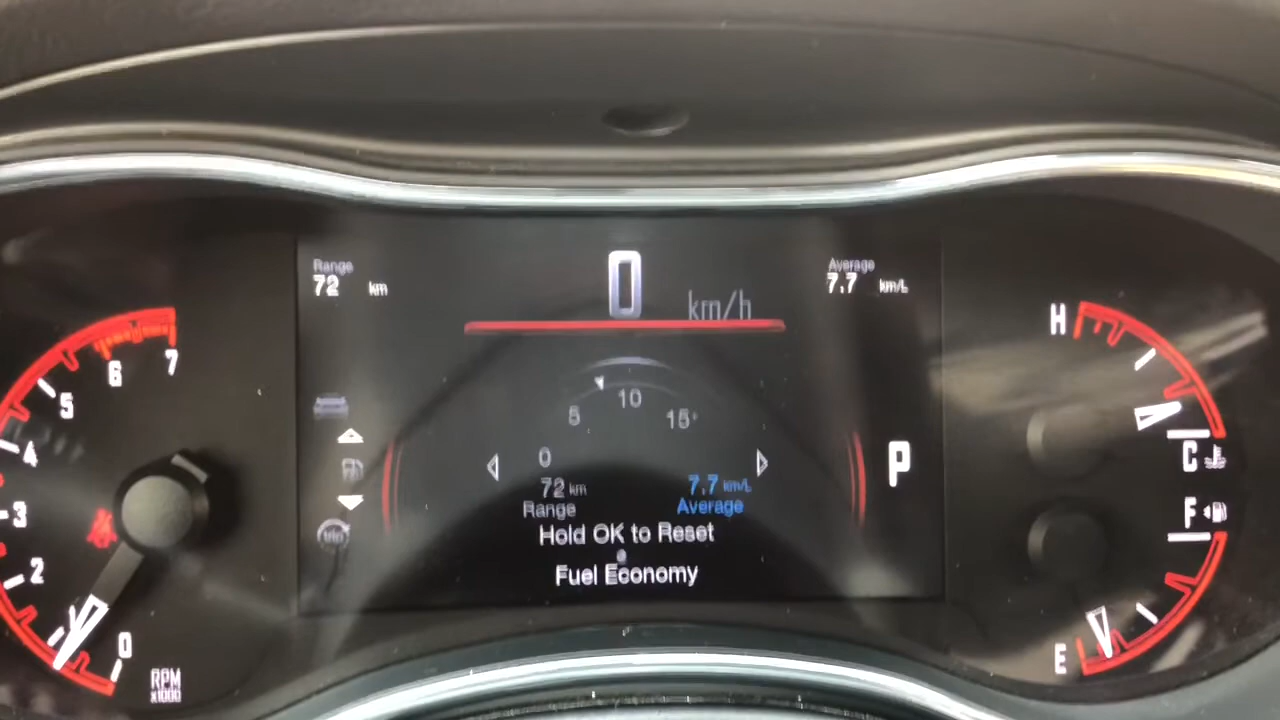 Range
72 km
0
km/h
Average
7.7 km/L
7
6
5
4
3
2
0
RPM
x1000
5
10
15
0
72 km
Range
7.7 km/L
Average
Hold OK to Reset
Fuel Economy
P
H
C
F
E